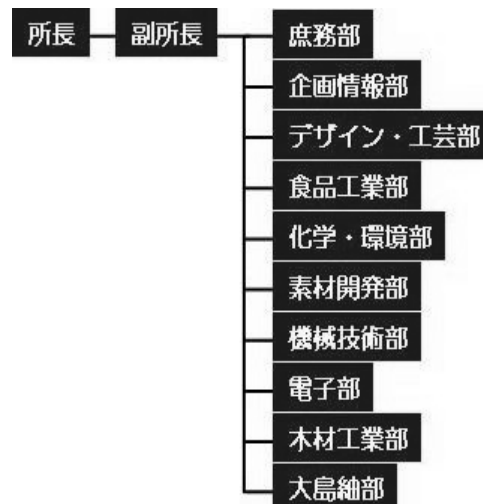 所長 副所長 庶務部
企画情報部
デザイン・工芸部
食品工業部
化学・環境部
素材開発部
機械技術部
電子部
木材工業部
大島紬部